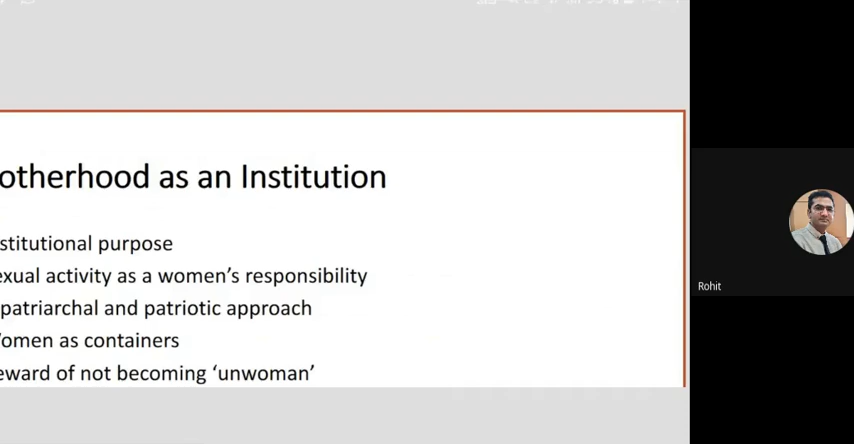 otherhood as an Institution
stitutional purpose
exual activity as a women's responsibility
patriarchal and patriotic approach
omen as containers
eward of not becoming 'unwoman'
Rohit